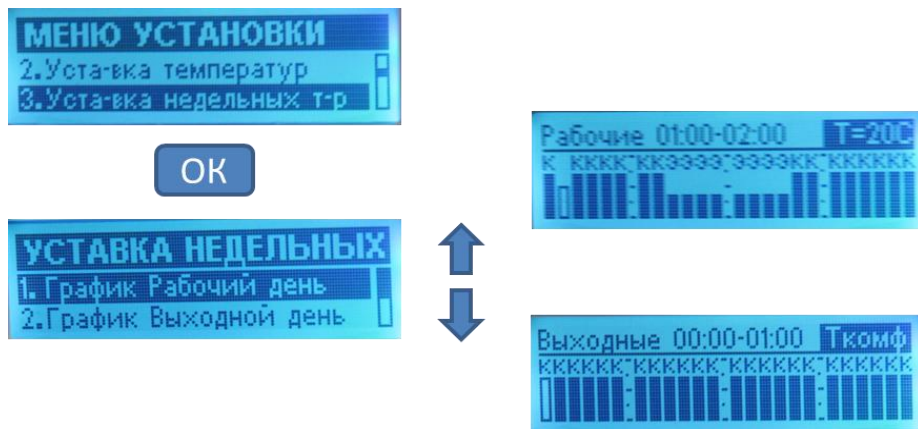 МЕНЮ УСТАНОВКИ
2.Уста-вка температур
3.Уста-вка недельных т-р
ОК
УСТАВКА НЕДЕЛЬНЫХ
1.График Рабочий день
2.График Выходной день
Рабочие 01:00-02:00 T=20C
К КККК ККЭЭЭЭ ЭЭЭЭКК КККККК
Выходные 00:00-01:00 Ткомф
КККККК КККККК КККККК КККККК